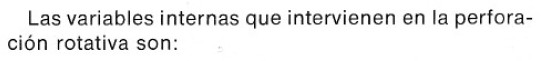 Las variables internas que intervienen en la perfora-
ción rotativa son: